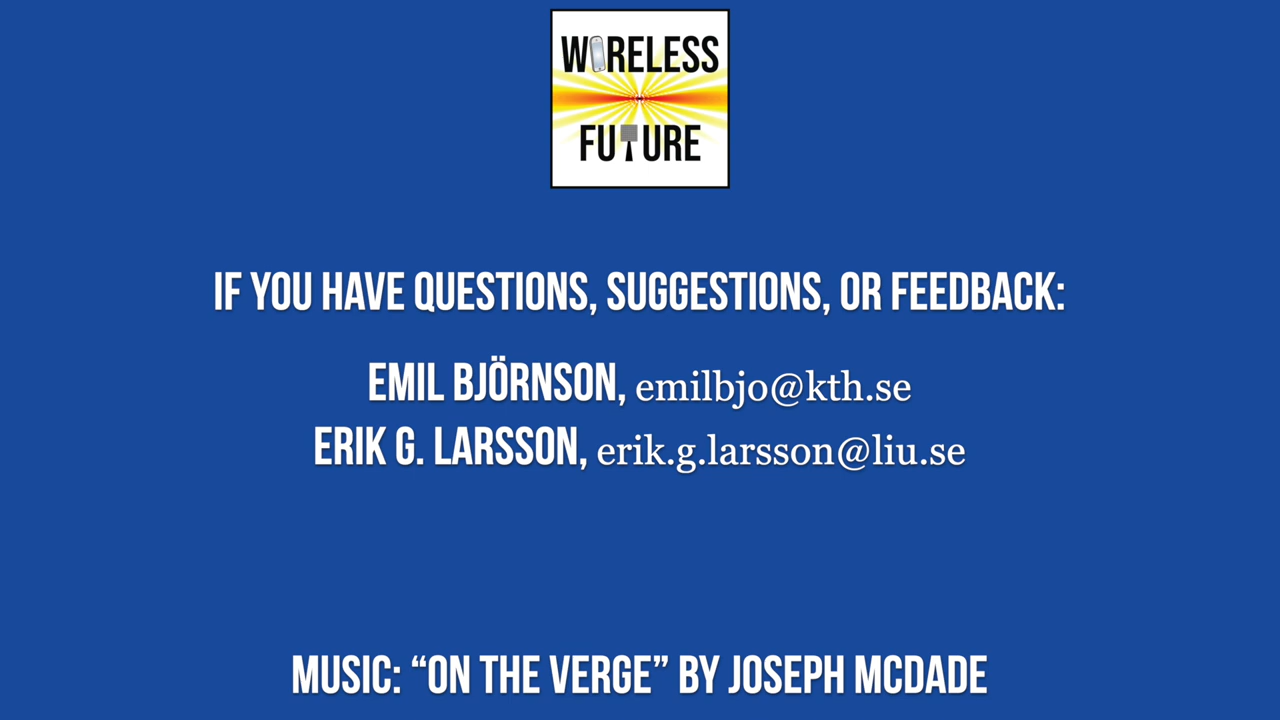 WIRELESS
FUTURE
IF YOU HAVE QUESTIONS, SUGGESTIONS, OR FEEDBACK:
EMIL BJÖRNSON, emilbjo@kth.se
ERIK G. LARSSON, erik.g.larsson@liu.se
MUSIC: “ON THE VERGE” BY JOSEPH MCDADE